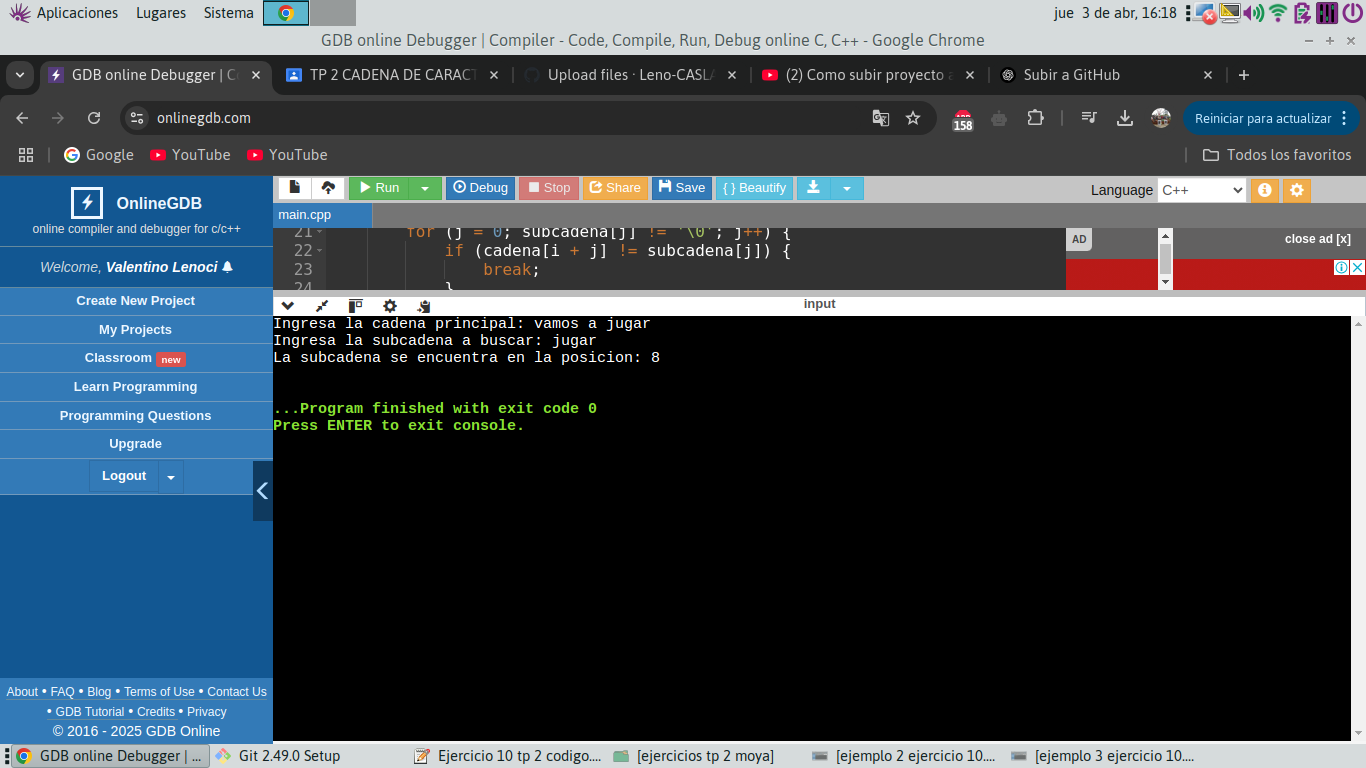 Aplicaciones Lugares Sistema jue 3 de abr, 16:18
GDB online Debugger | Compiler - Code, Compile, Run, Debug online C, C++ - Google Chrome
GDB online Debugger | C TP 2 CADENA DE CARACT Upload files · Leno-CASLA (2) Como subir proyecto a Subir a GitHub
onlinegdb.com 158 Reiniciar para actualizar
Google YouTube YouTube Todos los favoritos
OnlineGDB
online compiler and debugger for c/c++
Welcome, Valentino Lenoci
Create New Project
My Projects
Classroom new
Learn Programming
Programming Questions
Upgrade
Logout
About • FAQ • Blog • Terms of Use • Contact Us
• GDB Tutorial • Credits • Privacy
© 2016 - 2025 GDB Online
Run Debug Stop Share Save { } Beautify Language C++
main.cpp
21 for (j = 0; subcadena[j] != '\0'; j++) {
22 if (cadena[i + j] != subcadena[j]) {
23 break;
24 }
AD close ad [x]
input
Ingresa la cadena principal: vamos a jugar
Ingresa la subcadena a buscar: jugar
La subcadena se encuentra en la posicion: 8
...Program finished with exit code 0
Press ENTER to exit console.
GDB online Debugger | ... Git 2.49.0 Setup Ejercicio 10 tp 2 codigo.... [ejercicios tp 2 moya] [ejemplo 2 ejercicio 10.... [ejemplo 3 ejercicio 10....